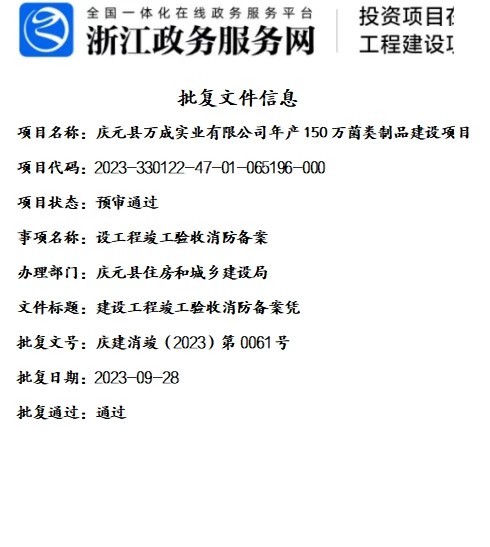 全国一体化在线政务服务平台
浙江政务服务网
投资项目在
工程建设项
批复文件信息
项目名称：庆元县万成实业有限公司年产150万菌类制品建设项目
项目代码：2023-330122-47-01-065196-000
项目状态：预审通过
事项名称：设工程竣工验收消防备案
办理部门：庆元县住房和城乡建设局
文件标题：建设工程竣工验收消防备案凭
批复文号：庆建消竣（2023）第0061号
批复日期：2023-09-28
批复通过：通过